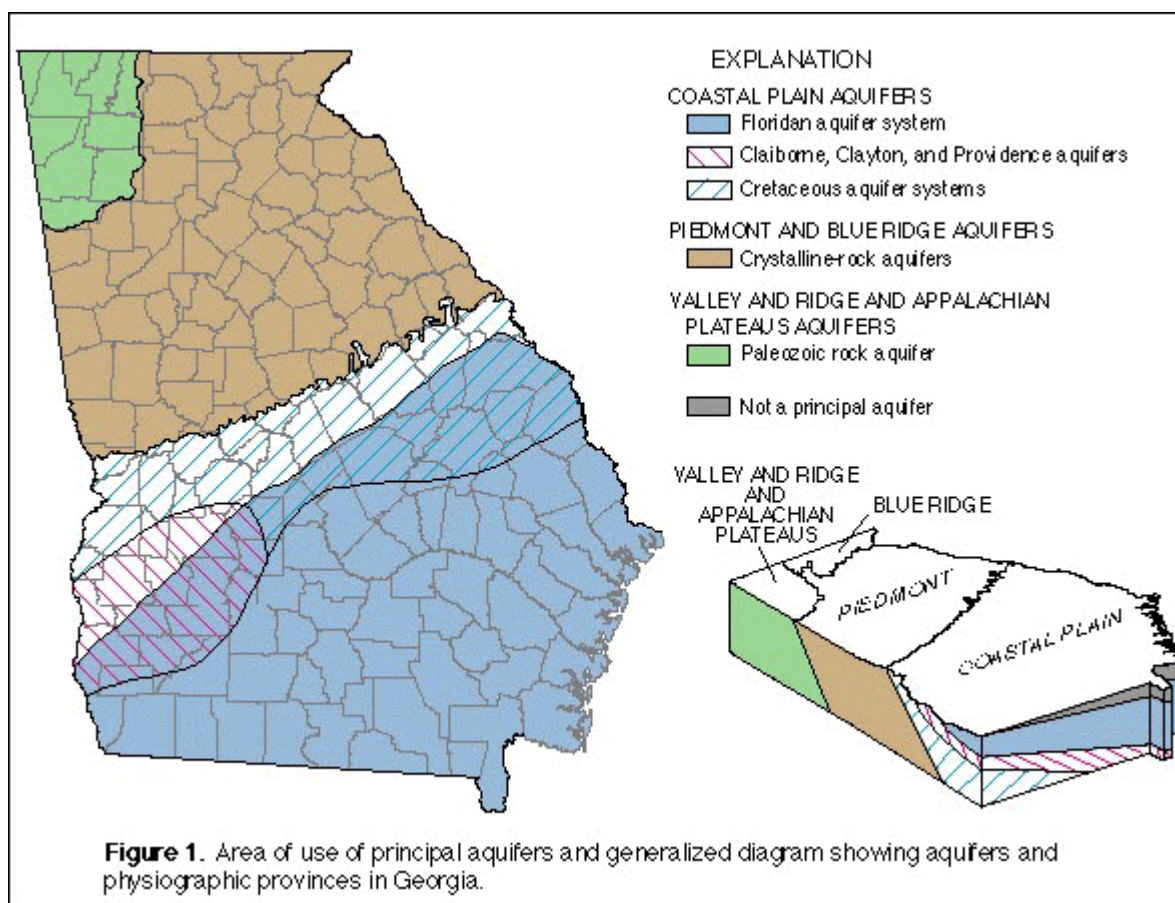 EXPLANATION
COASTAL PLAIN AQUIFERS
Floridan aquifer system
Claiborne, Clayton, and Providence aquifers
Cretaceous aquifer systems
PIEDMONT AND BLUE RIDGE AQUIFERS
Crystalline-rock aquifers
VALLEY AND RIDGE AND APPALACHIAN
PLATEAUS AQUIFERS
Paleozoic rock aquifer
Not a principal aquifer
VALLEY AND RIDGE
AND
APPALACHIAN
PLATEAUS
BLUE RIDGE
PIEDMONT
COASTAL PLAIN
Figure 1. Area of use of principal aquifers and generalized diagram showing aquifers and
physiographic provinces in Georgia.